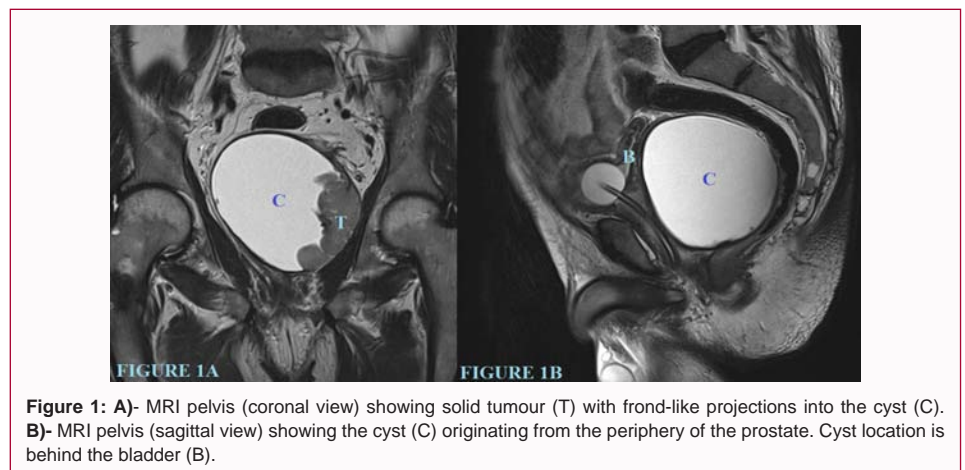 C
T
FIGURE 1A
B
C
FIGURE 1B
Figure 1: A)- MRI pelvis (coronal view) showing solid tumour (T) with frond-like projections into the cyst (C).
B)- MRI pelvis (sagittal view) showing the cyst (C) originating from the periphery of the prostate. Cyst location is
behind the bladder (B).